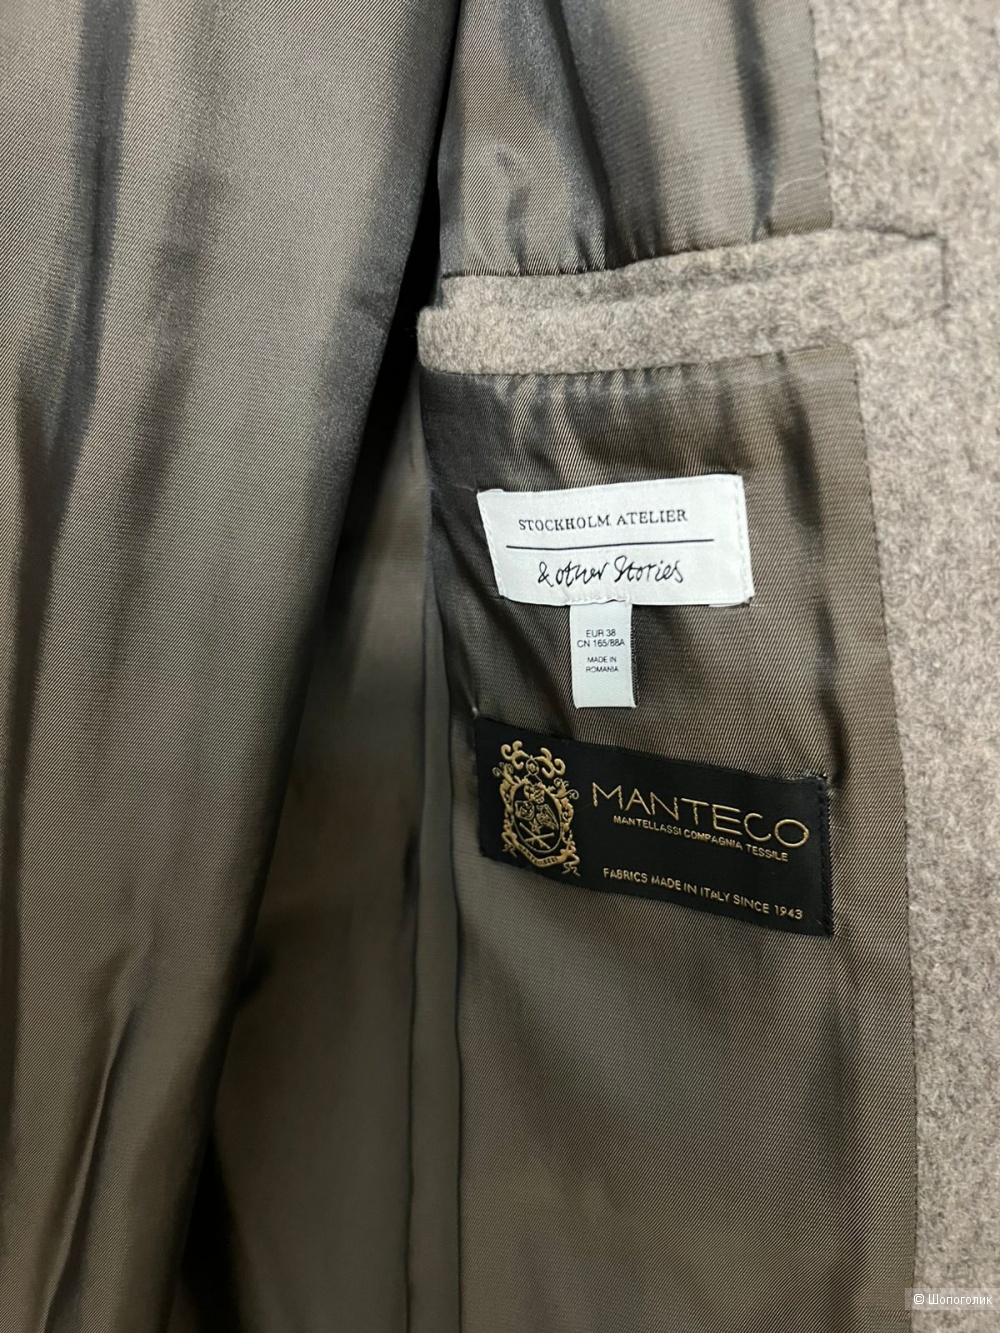 STOCKHOLM ATELIER
& other Stories
EUR 38
CN 165/88A
MADE IN
ROMANIA
MANTECO
MANTELLASSI COMPAGNIA TESSILE
FABRICS MADE IN ITALY SINCE 1943
© Шопоголик